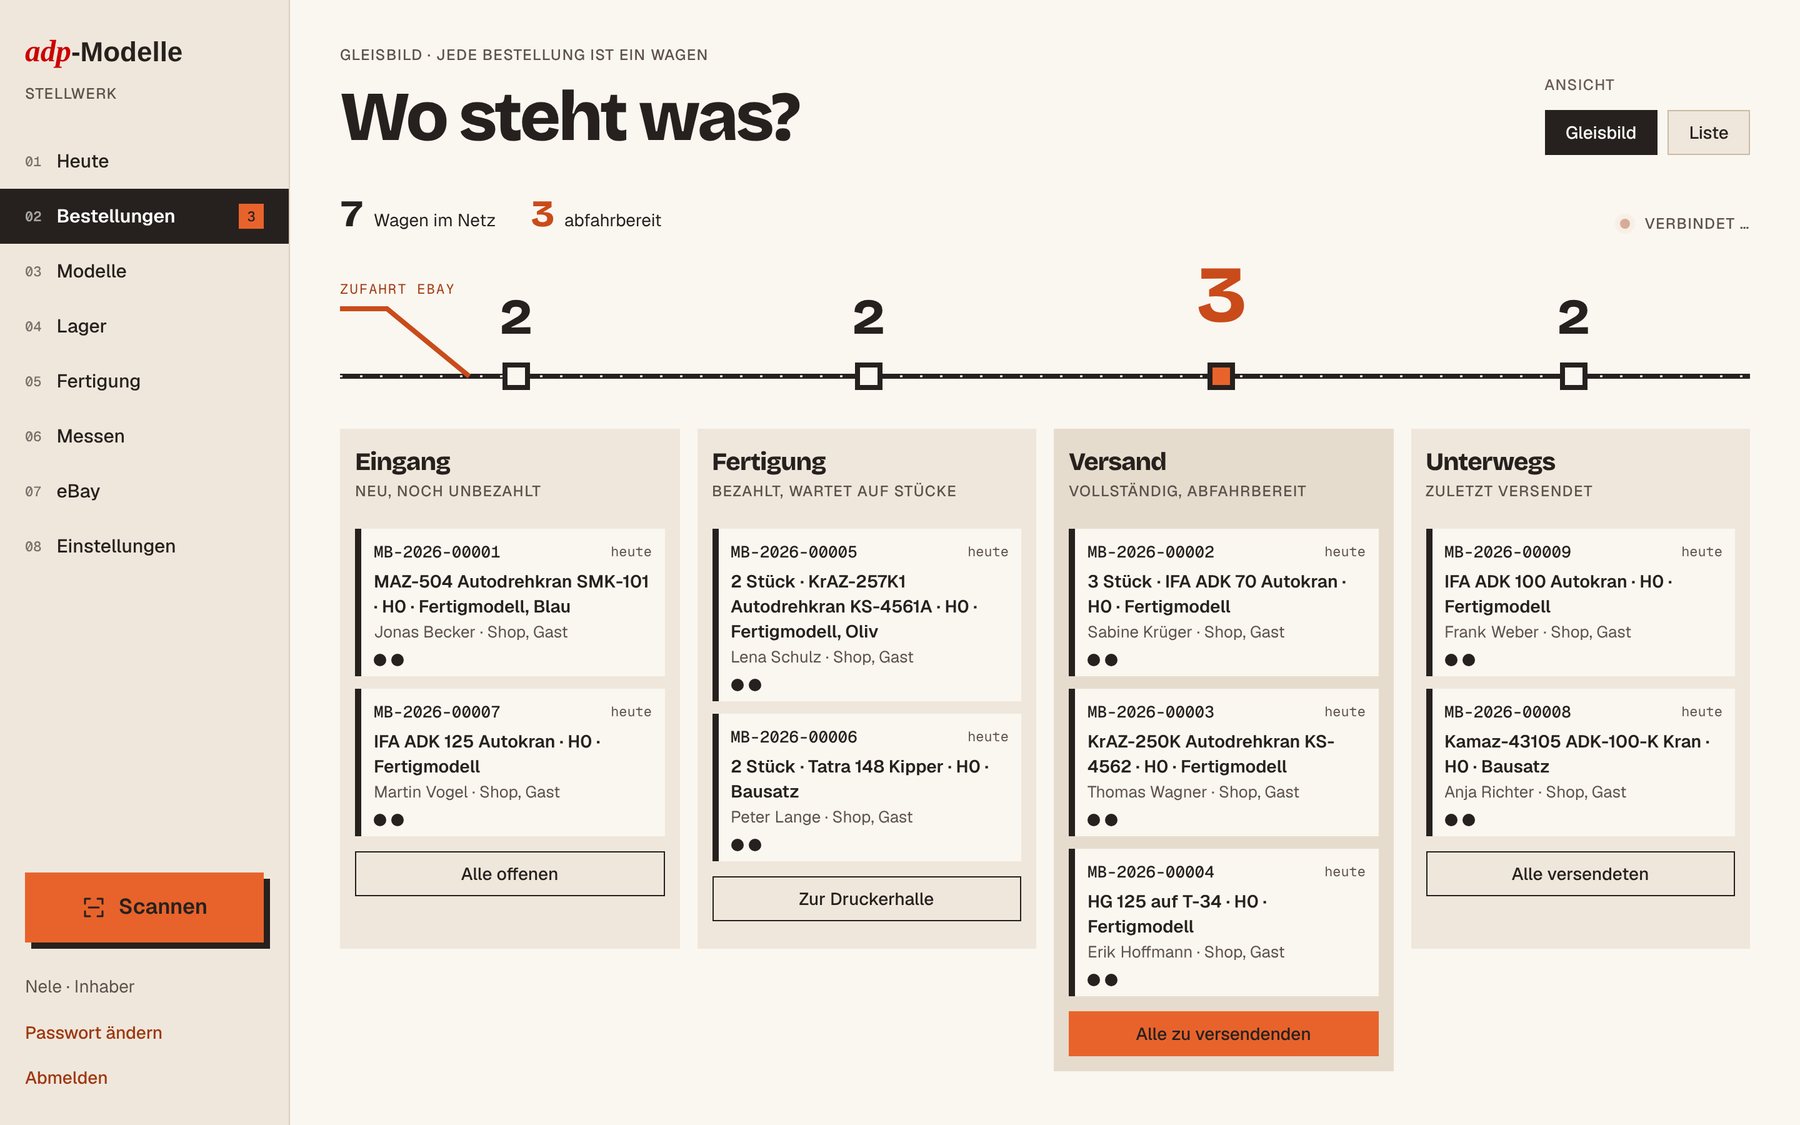 adp-Modelle
STELLWERK
01 Heute
02 Bestellungen 3
03 Modelle
04 Lager
05 Fertigung
06 Messen
07 eBay
08 Einstellungen
Scannen
Nele · Inhaber
Passwort ändern
Abmelden
GLEISBILD · JEDE BESTELLUNG IST EIN WAGEN
Wo steht was?
ANSICHT
Gleisbild Liste
7 Wagen im Netz 3 abfahrbereit
VERBINDET …
ZUFAHRT EBAY
2 2 3 2
Eingang
NEU, NOCH UNBEZAHLT
MB-2026-00001 heute
MAZ-504 Autodrehkran SMK-101
· H0 · Fertigmodell, Blau
Jonas Becker · Shop, Gast
MB-2026-00007 heute
IFA ADK 125 Autokran · H0 ·
Fertigmodell
Martin Vogel · Shop, Gast
Alle offenen
Fertigung
BEZAHLT, WARTET AUF STÜCKE
MB-2026-00005 heute
2 Stück · KrAZ-257K1
Autodrehkran KS-4561A · H0 ·
Fertigmodell, Oliv
Lena Schulz · Shop, Gast
MB-2026-00006 heute
2 Stück · Tatra 148 Kipper · H0 ·
Bausatz
Peter Lange · Shop, Gast
Zur Druckerhalle
Versand
VOLLSTÄNDIG, ABFAHRBEREIT
MB-2026-00002 heute
3 Stück · IFA ADK 70 Autokran ·
H0 · Fertigmodell
Sabine Krüger · Shop, Gast
MB-2026-00003 heute
KrAZ-250K Autodrehkran KS-
4562 · H0 · Fertigmodell
Thomas Wagner · Shop, Gast
MB-2026-00004 heute
HG 125 auf T-34 · H0 ·
Fertigmodell
Erik Hoffmann · Shop, Gast
Alle zu versendenden
Unterwegs
ZULETZT VERSENDET
MB-2026-00009 heute
IFA ADK 100 Autokran · H0 ·
Fertigmodell
Frank Weber · Shop, Gast
MB-2026-00008 heute
Kamaz-43105 ADK-100-K Kran ·
H0 · Bausatz
Anja Richter · Shop, Gast
Alle versendeten